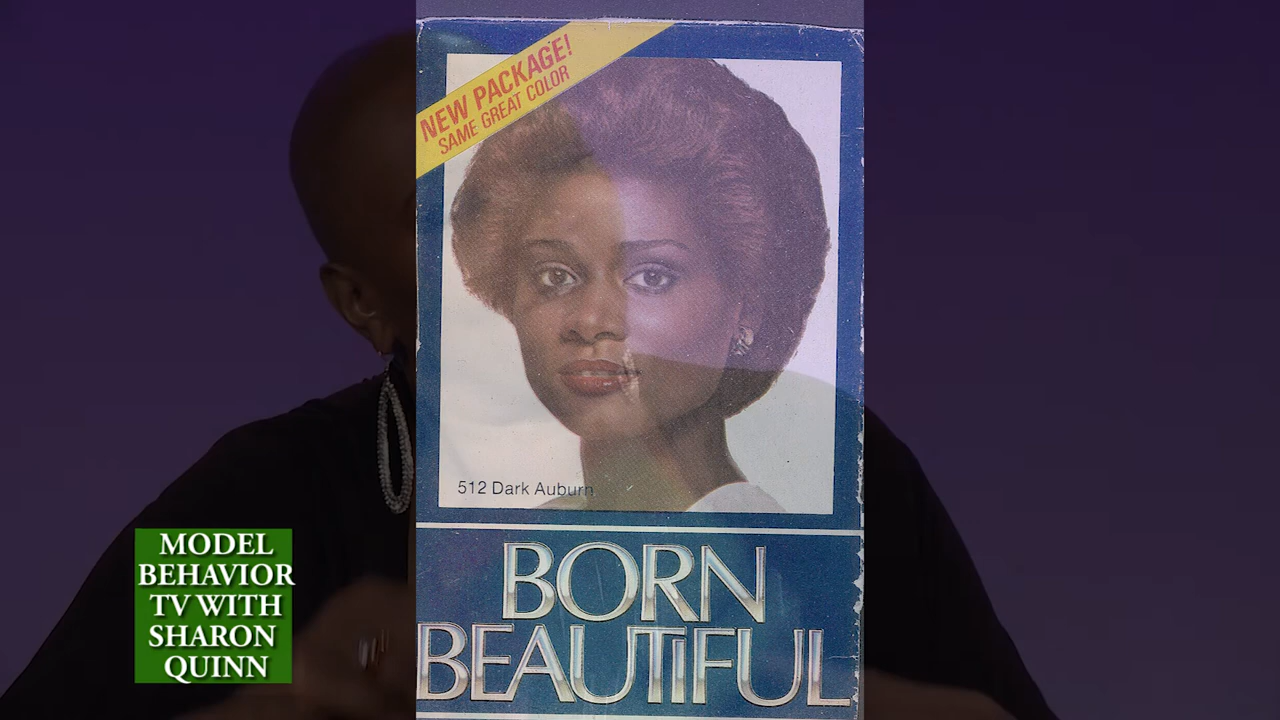 NEW PACKAGE!
SAME GREAT COLOR
512 Dark Auburn
BORN
BEAUTIFUL
MODEL
BEHAVIOR
TV WITH
SHARON
QUINN